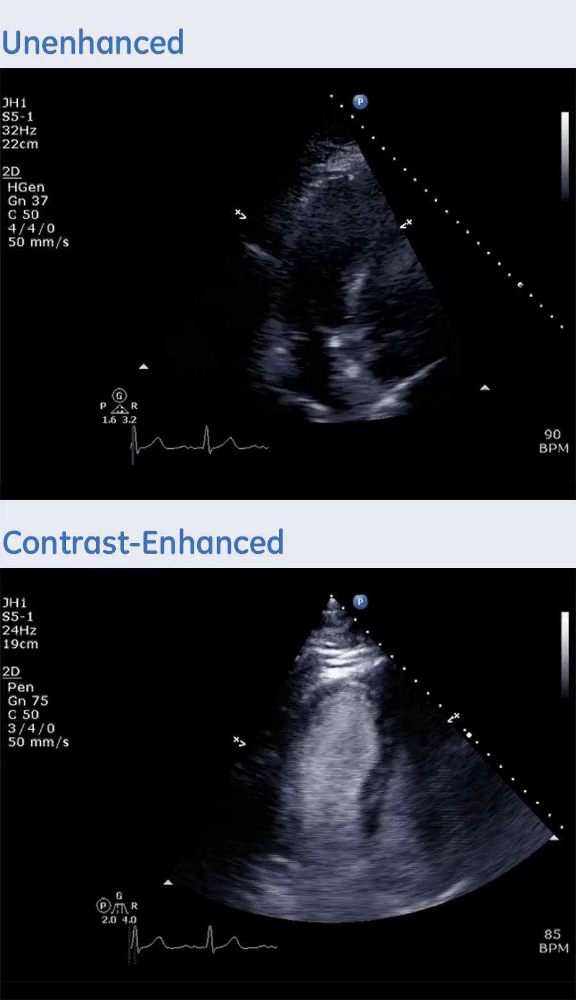 Unenhanced
JH1
S5-1
32Hz
22cm
2D
HGen
Gn 37
C 50
4/4/0
50 mm/s
P
G
P R
1.6 3.2
90
BPM
Contrast-Enhanced
JH1
S5-1
24Hz
19cm
2D
Pen
Gn 75
C 50
3/4/0
50 mm/s
P
G
P R
2.0 4.0
85
BPM